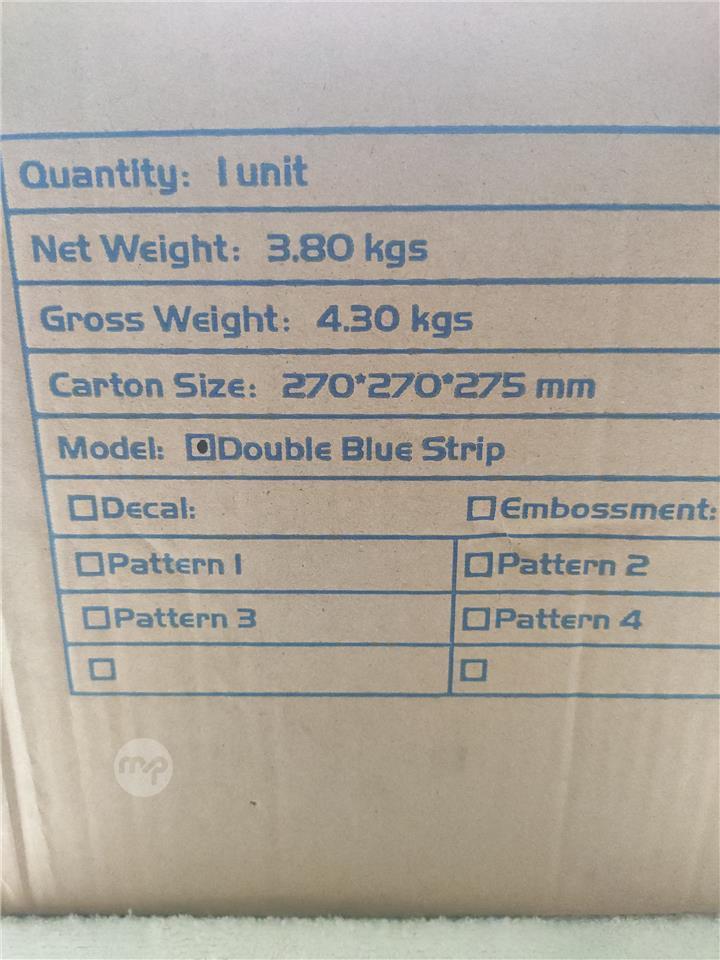 Quantity: 1 unit
Net Weight: 3.80 kgs
Gross Weight: 4.30 kgs
Carton Size: 270*270*275 mm
Model: Double Blue Strip
Decal: Embossment:
Pattern 1 Pattern 2
Pattern 3 Pattern 4
mp